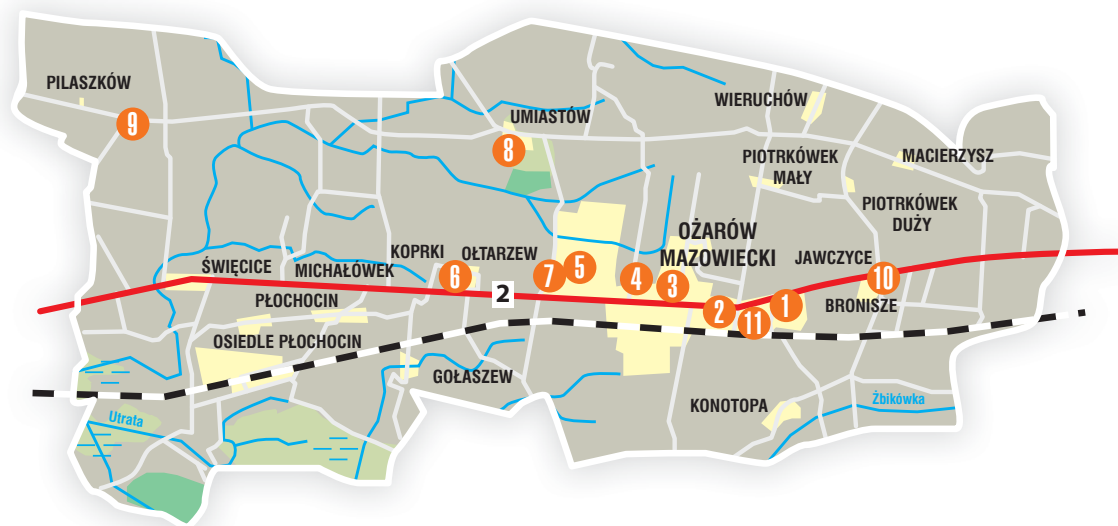 PILASZKÓW
9
UMIASTÓW
8
WIERUCHÓW
PIOTRKÓWEK
MAŁY
MACIERZYSZ
PIOTRKÓWEK
DUŻY
OŻARÓW
MAZOWIECKI
JAWCZYCE
10
BRONISZE
KOPRKI
OŁTARZEW
6
7
5
4
3
2
11
1
ŚWIĘCICE
MICHAŁÓWEK
2
PŁOCHOCIN
OSIEDLE PŁOCHOCIN
GOŁASZEW
KONOTOPA
Żbikówka
Utrata